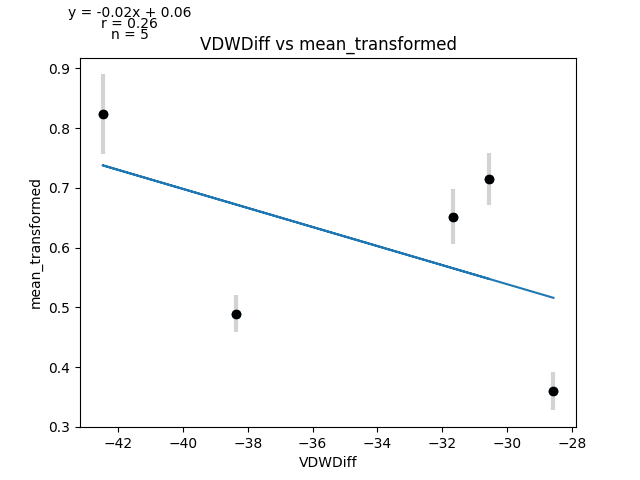 y = -0.02x + 0.06
r = 0.26
n = 5
VDWDiff vs mean_transformed
mean_transformed
0.9
0.8
0.7
0.6
0.5
0.4
0.3
−42
−40
−38
−36
−34
−32
−30
−28
VDWDiff